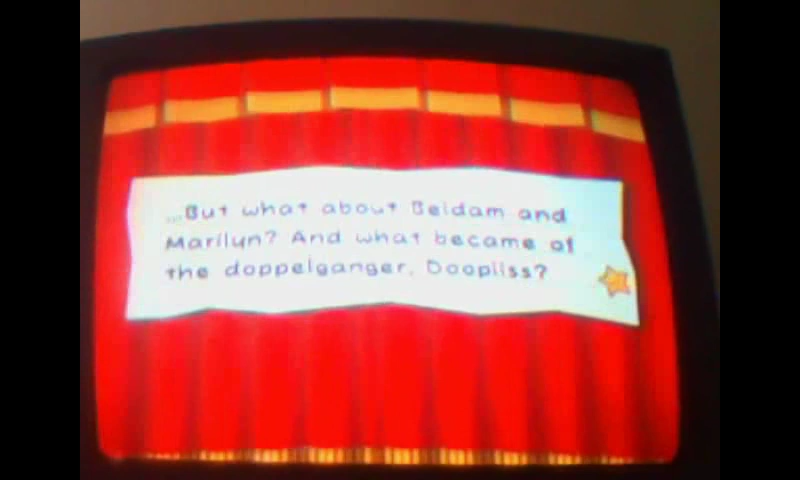 ...But what about Beldam and
Marilyn? And what became of
the doppelganger, Doopliss?